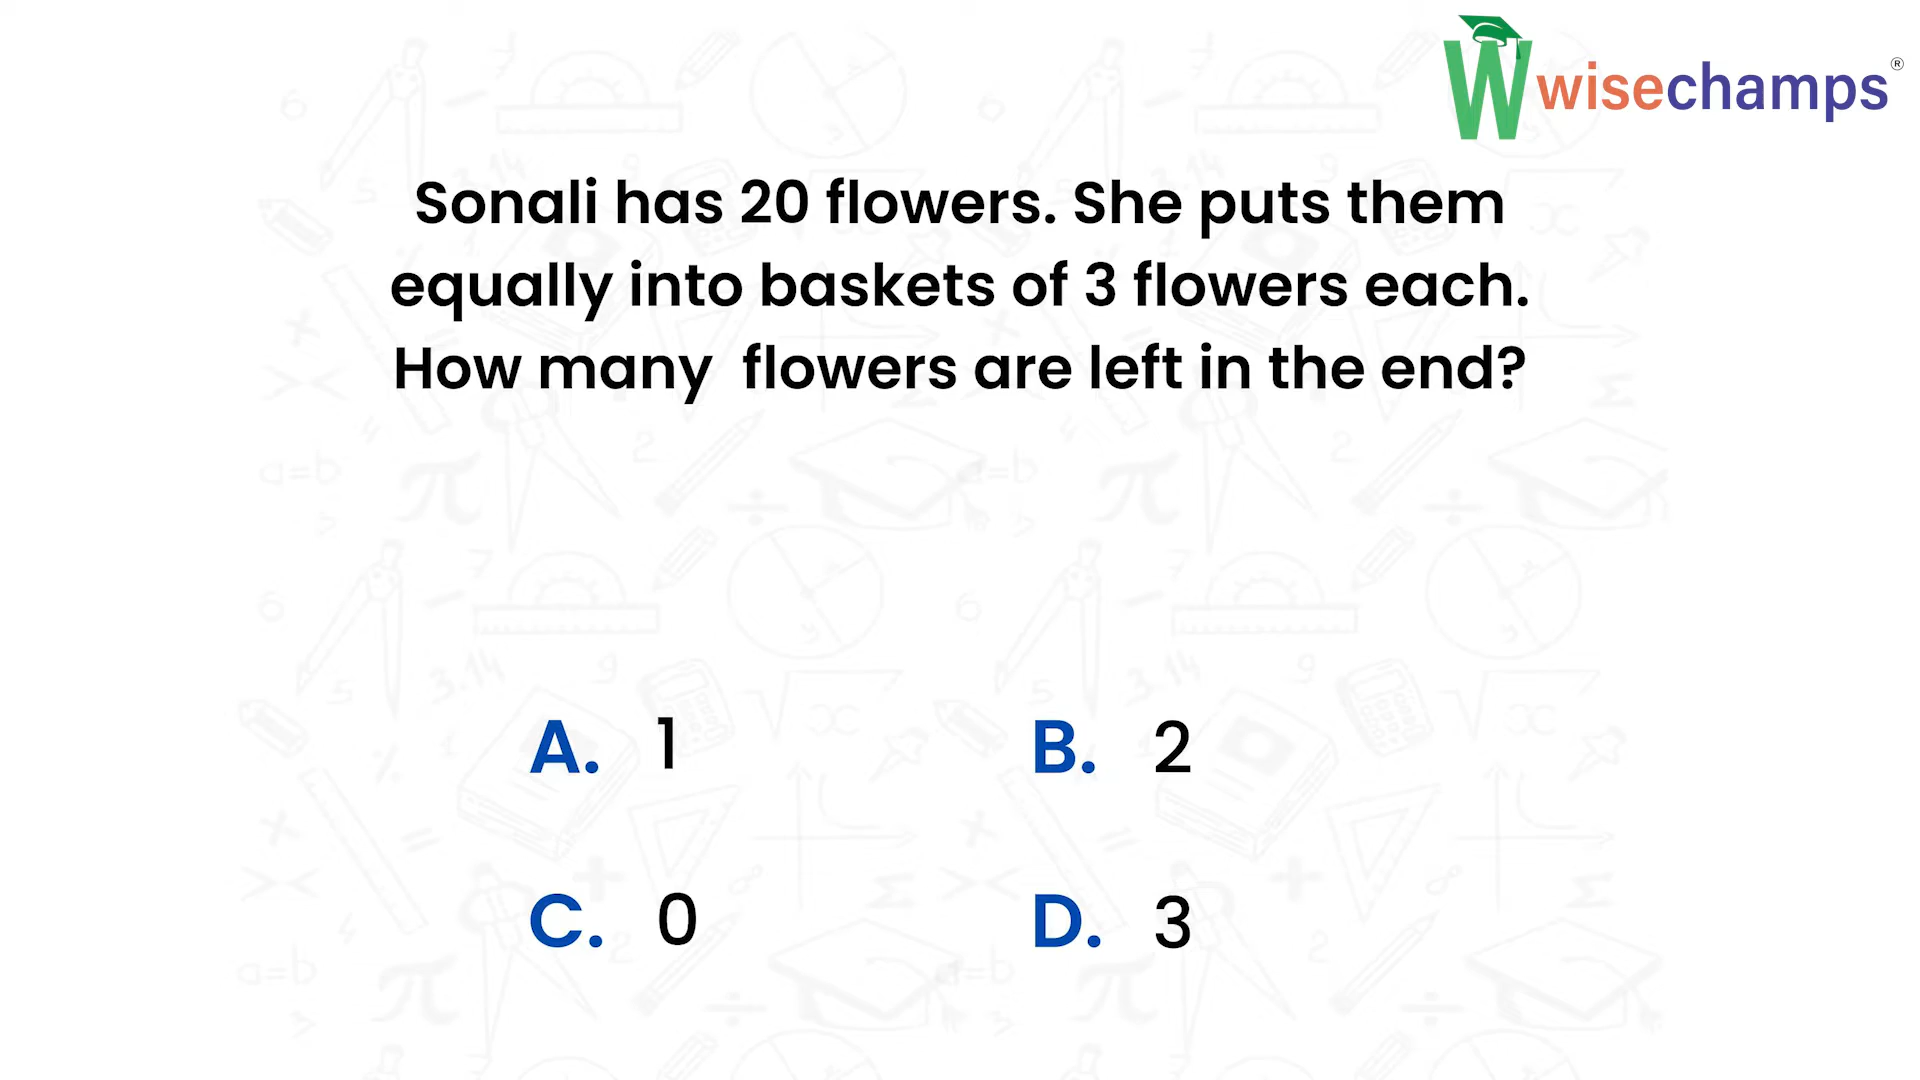 wisechamps®
Sonali has 20 flowers. She puts them
equally into baskets of 3 flowers each.
How many flowers are left in the end?
A. 1
B. 2
C. 0
D. 3